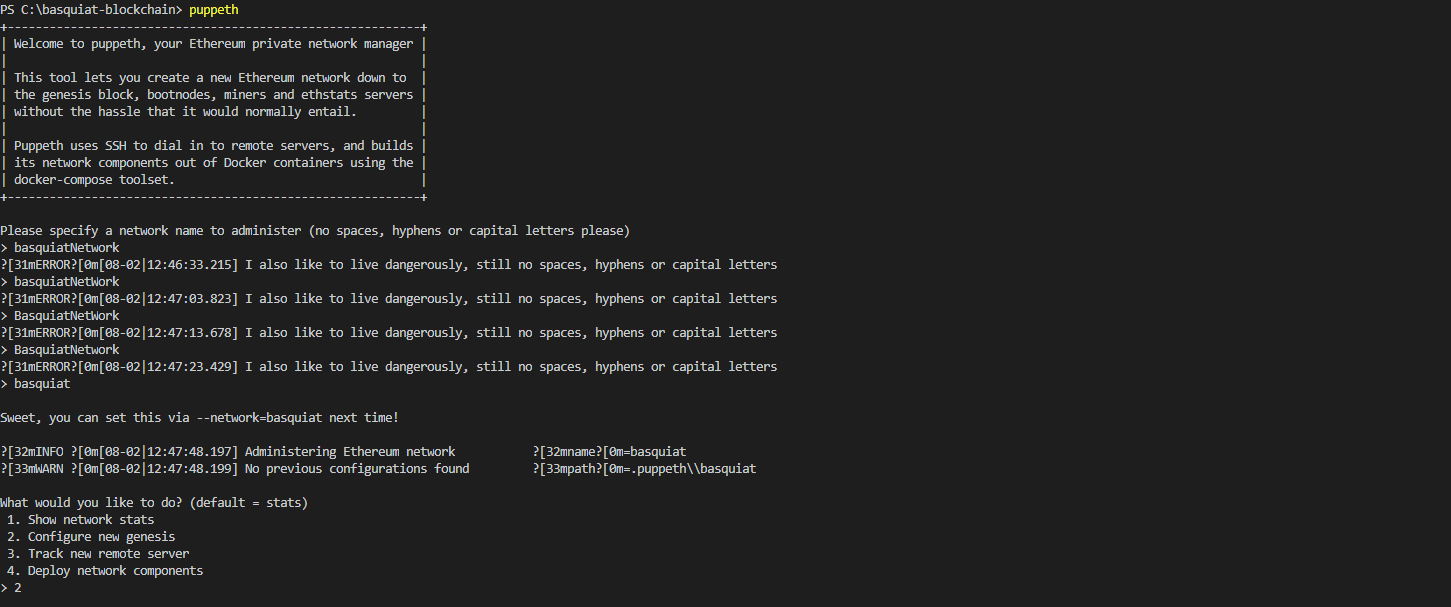 PS C:\basquiat-blockchain> puppeth
+-----------------------------------------------------------+
| Welcome to puppeth, your Ethereum private network manager |
|                                                           |
| This tool lets you create a new Ethereum network down to  |
| the genesis block, bootnodes, miners and ethstats servers |
| without the hassle that it would normally entail.         |
|                                                           |
| Puppeth uses SSH to dial in to remote servers, and builds |
| its network components out of Docker containers using the |
| docker-compose toolset.                                   |
+-----------------------------------------------------------+

Please specify a network name to administer (no spaces, hyphens or capital letters please)
> basquiatNetwork
?[31mERROR?[0m[08-02|12:46:33.215] I also like to live dangerously, still no spaces, hyphens or capital letters
> basquiatNetWork
?[31mERROR?[0m[08-02|12:47:03.823] I also like to live dangerously, still no spaces, hyphens or capital letters
> BasquiatNetWork
?[31mERROR?[0m[08-02|12:47:13.678] I also like to live dangerously, still no spaces, hyphens or capital letters
> BasquiatNetwork
?[31mERROR?[0m[08-02|12:47:23.429] I also like to live dangerously, still no spaces, hyphens or capital letters
> basquiat

Sweet, you can set this via --network=basquiat next time!

?[32mINFO ?[0m[08-02|12:47:48.197] Administering Ethereum network           ?[32mname?[0m=basquiat
?[33mWARN ?[0m[08-02|12:47:48.199] No previous configurations found         ?[33mpath?[0m=.puppeth\\basquiat

What would you like to do? (default = stats)
 1. Show network stats
 2. Configure new genesis
 3. Track new remote server
 4. Deploy network components
> 2